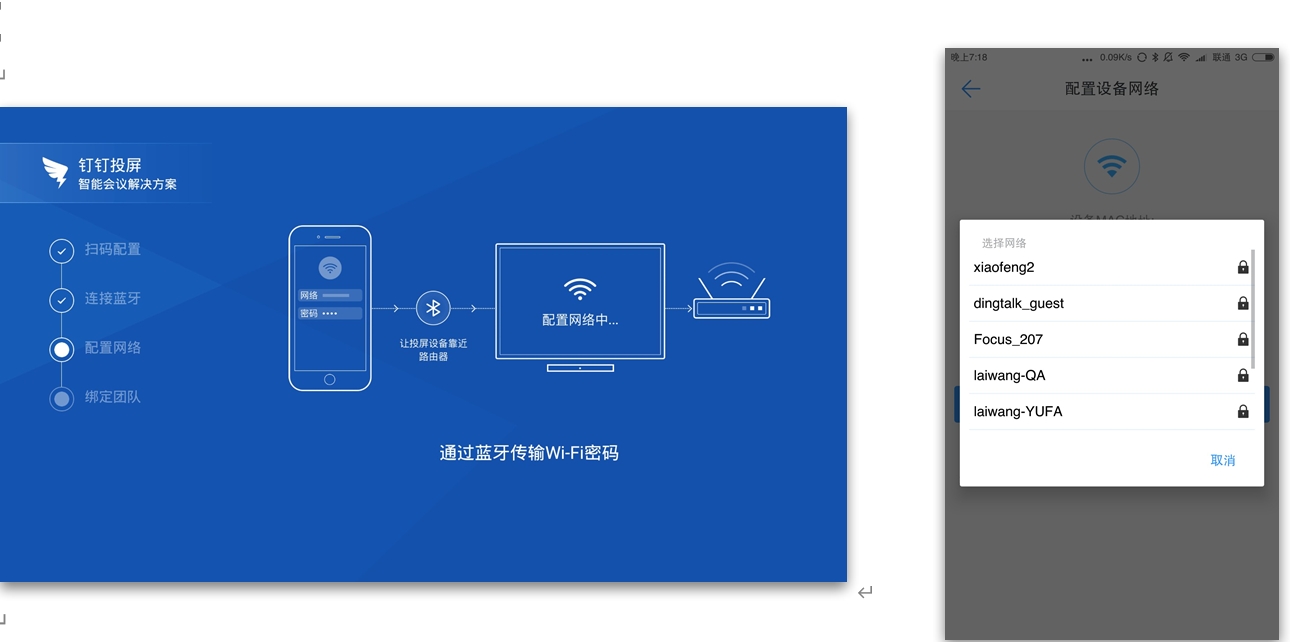 钉钉投屏
智能会议解决方案
扫码配置
连接蓝牙
配置网络
绑定团队
网络
密码 ••••
让投屏设备靠近
路由器
配置网络中...
通过蓝牙传输Wi-Fi密码
晚上7:18
... 0.09K/s 联通 3G
配置设备网络
设备MAC地址:
选择网络
xiaofeng2
dingtalk_guest
Focus_207
laiwang-QA
laiwang-YUFA
取消